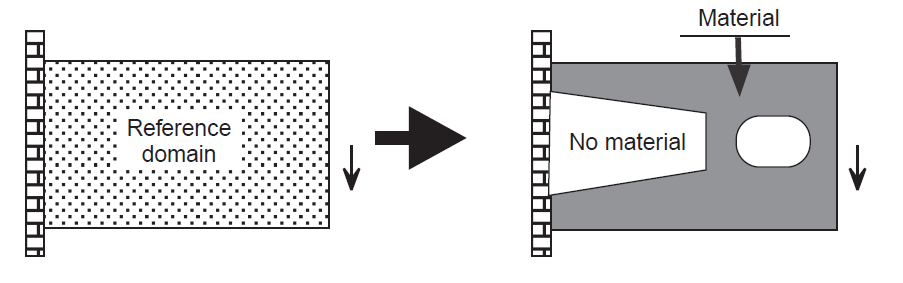 Material
Reference
domain
No material